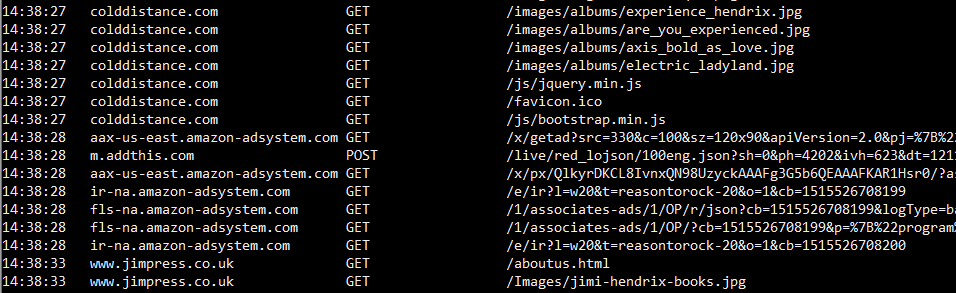 14:38:27 colddistance.com GET /images/albums/experience_hendrix.jpg
14:38:27 colddistance.com GET /images/albums/are_you_experienced.jpg
14:38:27 colddistance.com GET /images/albums/axis_bold_as_love.jpg
14:38:27 colddistance.com GET /images/albums/electric_ladyland.jpg
14:38:27 colddistance.com GET /js/jquery.min.js
14:38:27 colddistance.com GET /favicon.ico
14:38:27 colddistance.com GET /js/bootstrap.min.js
14:38:28 aax-us-east.amazon-adsystem.com GET /x/getad?src=330&c=100&sz=120x90&apiVersion=2.0&pj=%7B%2
14:38:28 m.addthis.com POST /live/red_lojson/100eng.json?sh=0&ph=4202&ivh=623&dt=121
14:38:28 aax-us-east.amazon-adsystem.com GET /x/px/QlkyrDKCL8IvnxQN98UzyckAAAFg3G5b6QEAAAFKAR1Hsr0/?a
14:38:28 ir-na.amazon-adsystem.com GET /e/ir?l=w20&t=reasontorock-20&o=1&cb=1515526708199
14:38:28 fls-na.amazon-adsystem.com GET /1/associates-ads/1/OP/r/json?cb=1515526708199&logType=b
14:38:28 fls-na.amazon-adsystem.com GET /1/associates-ads/1/OP/?cb=1515526708199&p=%7B%22program
14:38:28 ir-na.amazon-adsystem.com GET /e/ir?l=w20&t=reasontorock-20&o=1&cb=1515526708200
14:38:33 www.jimpress.co.uk GET /aboutus.html
14:38:33 www.jimpress.co.uk GET /Images/jimi-hendrix-books.jpg